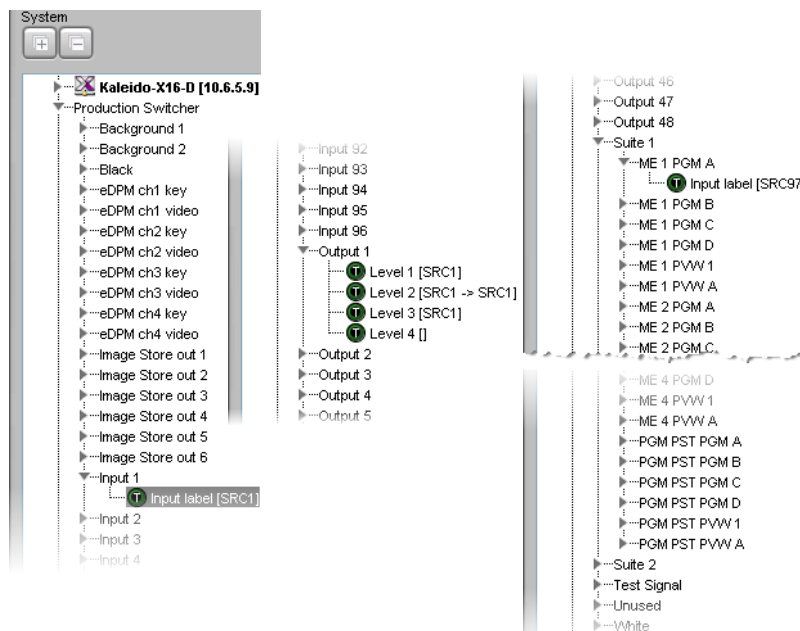 System
Kaleido-X16-D [10.6.5.9]
Production Switcher
Background 1
Background 2
Black
eDPM ch1 key
eDPM ch1 video
eDPM ch2 key
eDPM ch2 video
eDPM ch3 key
eDPM ch3 video
eDPM ch4 key
eDPM ch4 video
Image Store out 1
Image Store out 2
Image Store out 3
Image Store out 4
Image Store out 5
Image Store out 6
Input 1
Input label [SRC1]
Input 2
Input 3
Input 4
Input 92
Input 93
Input 94
Input 95
Input 96
Output 1
Level 1 [SRC1]
Level 2 [SRC1 -> SRC1]
Level 3 [SRC1]
Level 4 []
Output 2
Output 3
Output 4
Output 5
Output 46
Output 47
Output 48
Suite 1
ME 1 PGM A
Input label [SRC97
ME 1 PGM B
ME 1 PGM C
ME 1 PGM D
ME 1 PVW 1
ME 1 PVW A
ME 2 PGM A
ME 2 PGM B
ME 2 PGM C
ME 4 PGM D
ME 4 PVW 1
ME 4 PVW A
PGM PST PGM A
PGM PST PGM B
PGM PST PGM C
PGM PST PGM D
PGM PST PVW 1
PGM PST PVW A
Suite 2
Test Signal
Unused
White